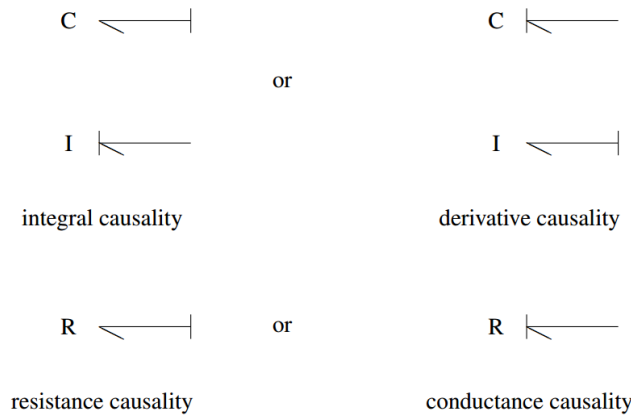 C C
or
I I
integral causality derivative causality
R or R
resistance causality conductance causality